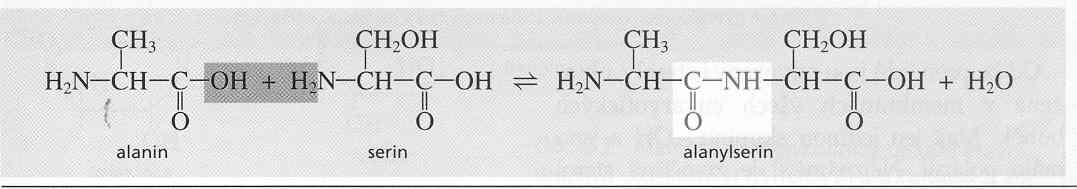 CH₃ CH₂OH CH₃ CH₂OH
H₂N—CH—C—OH + H₂N—CH—C—OH ⇌ H₂N—CH—C—NH—CH—C—OH + H₂O
O O O O
alanin serin alanylserin